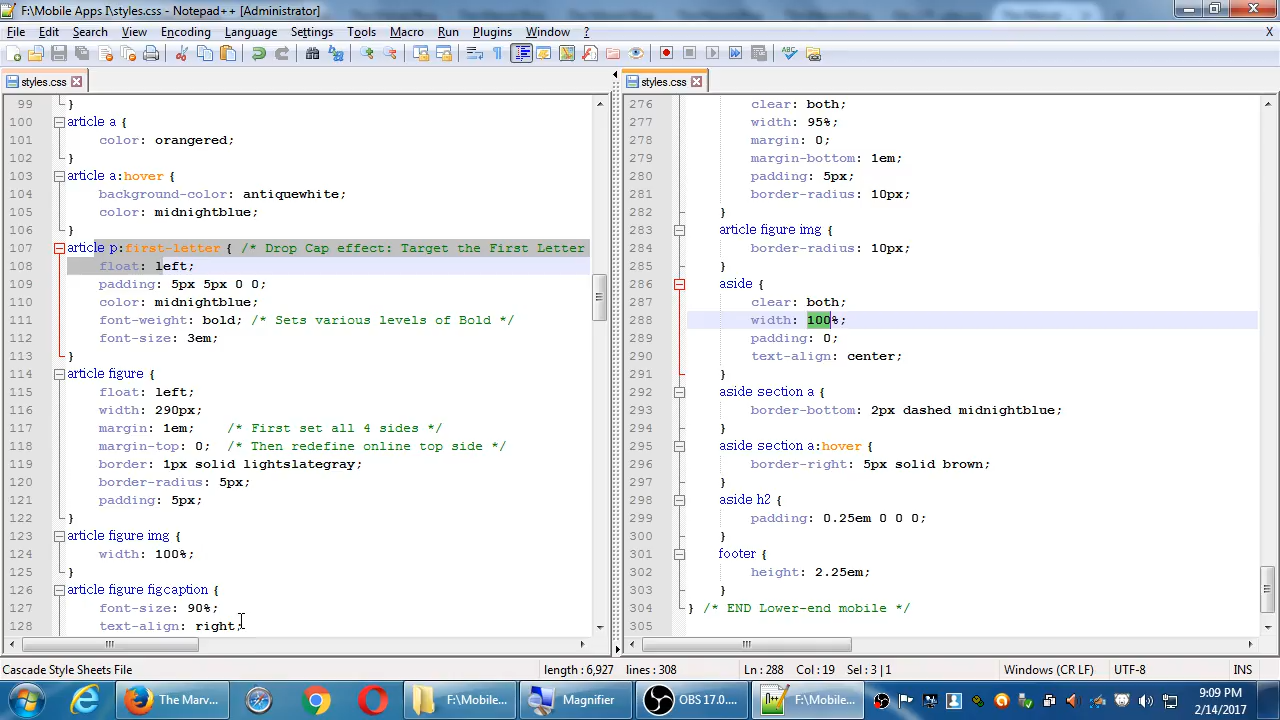 F:\Mobile Apps I\styles.css - Notepad++ [Administrator]
File Edit Search View Encoding Language Settings Tools Macro Run Plugins Window ? X
styles.css
99 }
100 article a {
101 color: orangered;
102 }
103 article a:hover {
104 background-color: antiquewhite;
105 color: midnightblue;
106 }
107 article p:first-letter { /* Drop Cap effect: Target the First Letter
108 float: left;
109 padding: 5px 5px 0 0;
110 color: midnightblue;
111 font-weight: bold; /* Sets various levels of Bold */
112 font-size: 3em;
113 }
114 article figure {
115 float: left;
116 width: 290px;
117 margin: 1em; /* First set all 4 sides */
118 margin-top: 0; /* Then redefine online top side */
119 border: 1px solid lightslategray;
120 border-radius: 5px;
121 padding: 5px;
122 }
123 article figure img {
124 width: 100%;
125 }
126 article figure figcaption {
127 font-size: 90%;
128 text-align: right;
styles.css
276 clear: both;
277 width: 95%;
278 margin: 0;
279 margin-bottom: 1em;
280 padding: 5px;
281 border-radius: 10px;
282 }
283 article figure img {
284 border-radius: 10px;
285 }
286 aside {
287 clear: both;
288 width: 100%;
289 padding: 0;
290 text-align: center;
291 }
292 aside section a {
293 border-bottom: 2px dashed midnightblue;
294 }
295 aside section a:hover {
296 border-right: 5px solid brown;
297 }
298 aside h2 {
299 padding: 0.25em 0 0 0;
300 }
301 footer {
302 height: 2.25em;
303 }
304 } /* END Lower-end mobile */
305
Cascade Style Sheets File length : 6,927 lines : 308 Ln : 288 Col : 19 Sel : 3 | 1 Windows (CR LF) UTF-8 INS
The Marv... F:\Mobile... Magnifier OBS 17.0.... F:\Mobile... 9:09 PM
2/14/2017